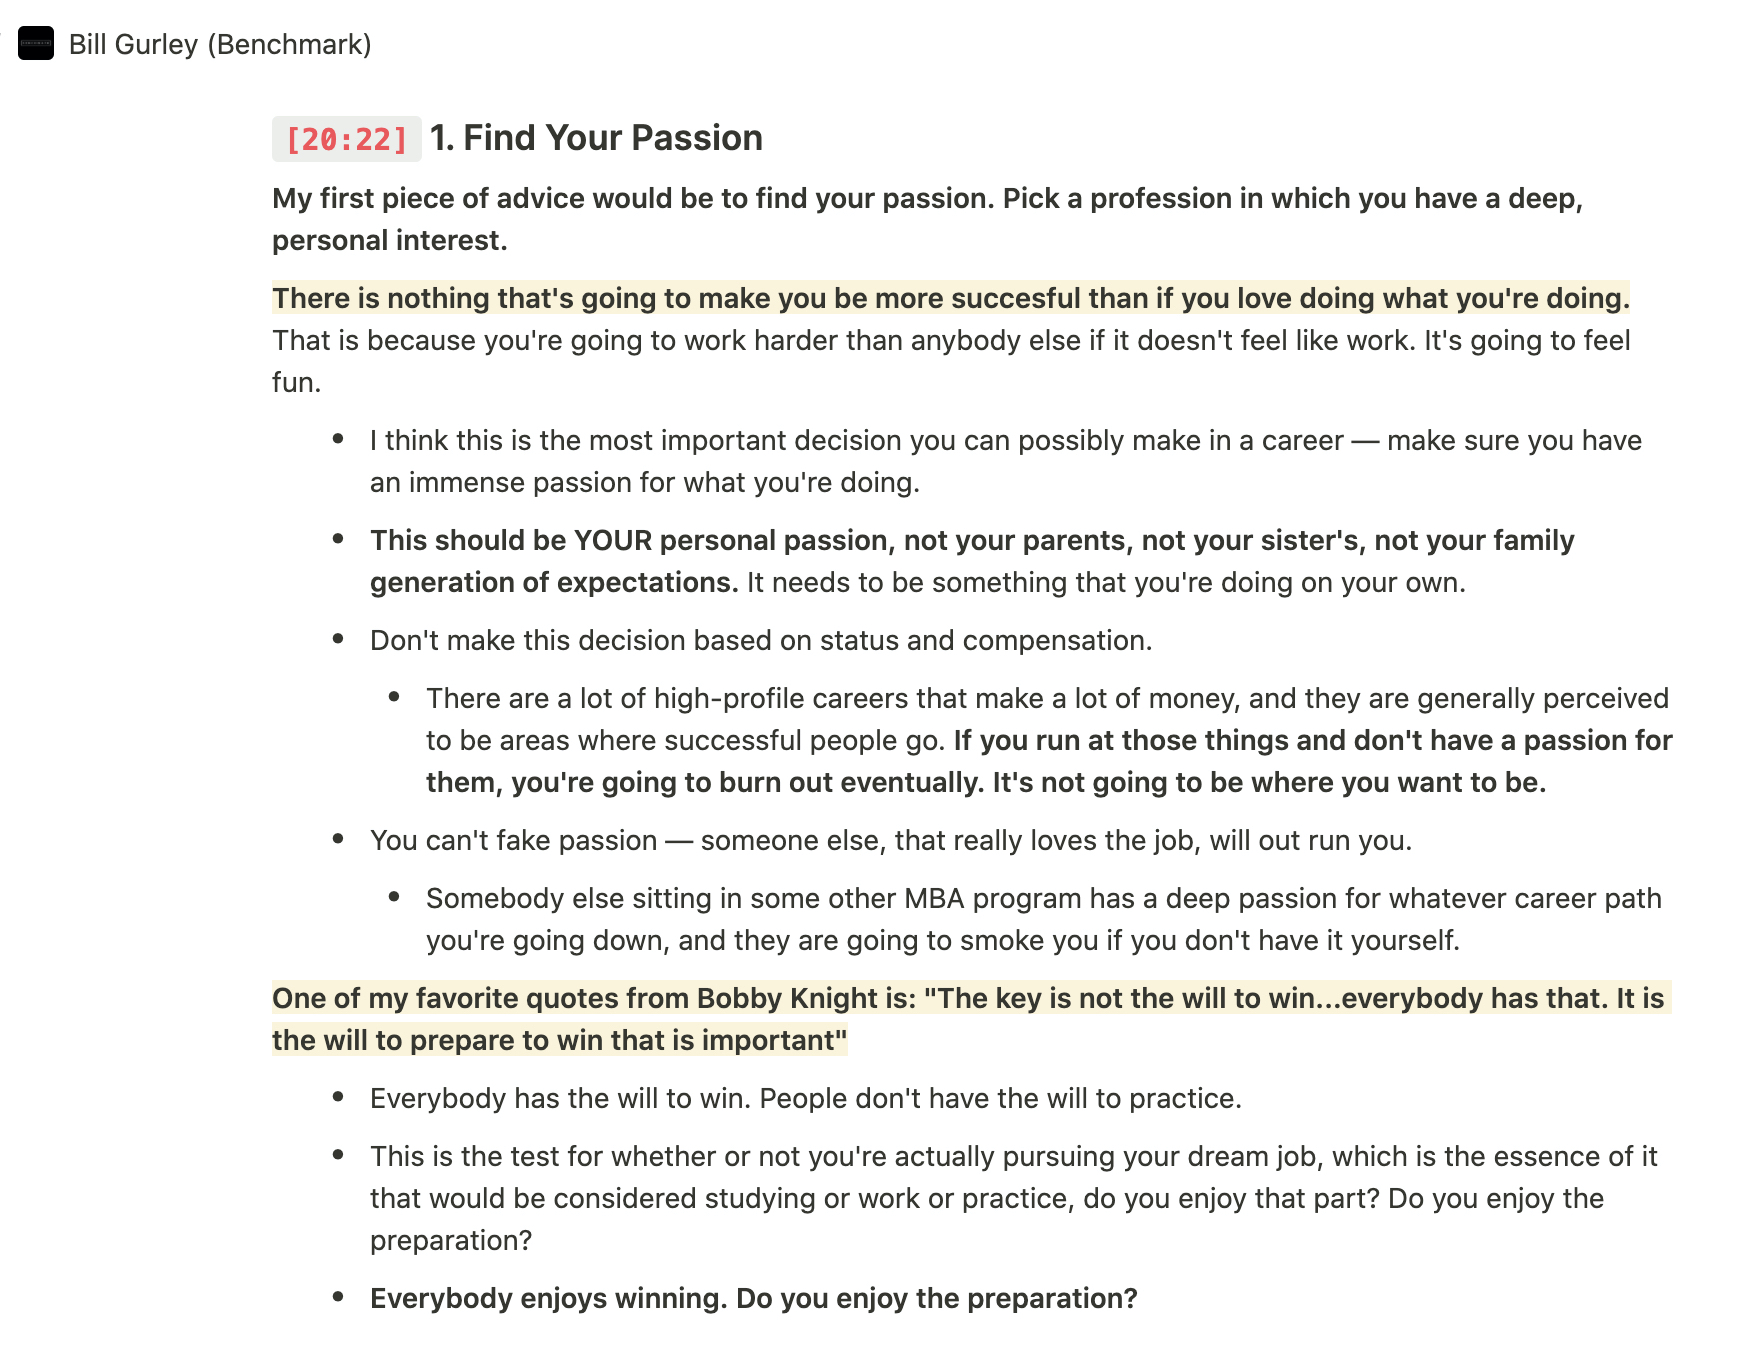 Bill Gurley (Benchmark)
[20:22] 1. Find Your Passion
My first piece of advice would be to find your passion. Pick a profession in which you have a deep,
personal interest.
There is nothing that's going to make you be more succesful than if you love doing what you're doing.
That is because you're going to work harder than anybody else if it doesn't feel like work. It's going to feel
fun.
• I think this is the most important decision you can possibly make in a career — make sure you have
an immense passion for what you're doing.
• This should be YOUR personal passion, not your parents, not your sister's, not your family
generation of expectations. It needs to be something that you're doing on your own.
• Don't make this decision based on status and compensation.
• There are a lot of high-profile careers that make a lot of money, and they are generally perceived
to be areas where successful people go. If you run at those things and don't have a passion for
them, you're going to burn out eventually. It's not going to be where you want to be.
• You can't fake passion — someone else, that really loves the job, will out run you.
• Somebody else sitting in some other MBA program has a deep passion for whatever career path
you're going down, and they are going to smoke you if you don't have it yourself.
One of my favorite quotes from Bobby Knight is: "The key is not the will to win...everybody has that. It is
the will to prepare to win that is important"
• Everybody has the will to win. People don't have the will to practice.
• This is the test for whether or not you're actually pursuing your dream job, which is the essence of it
that would be considered studying or work or practice, do you enjoy that part? Do you enjoy the
preparation?
• Everybody enjoys winning. Do you enjoy the preparation?